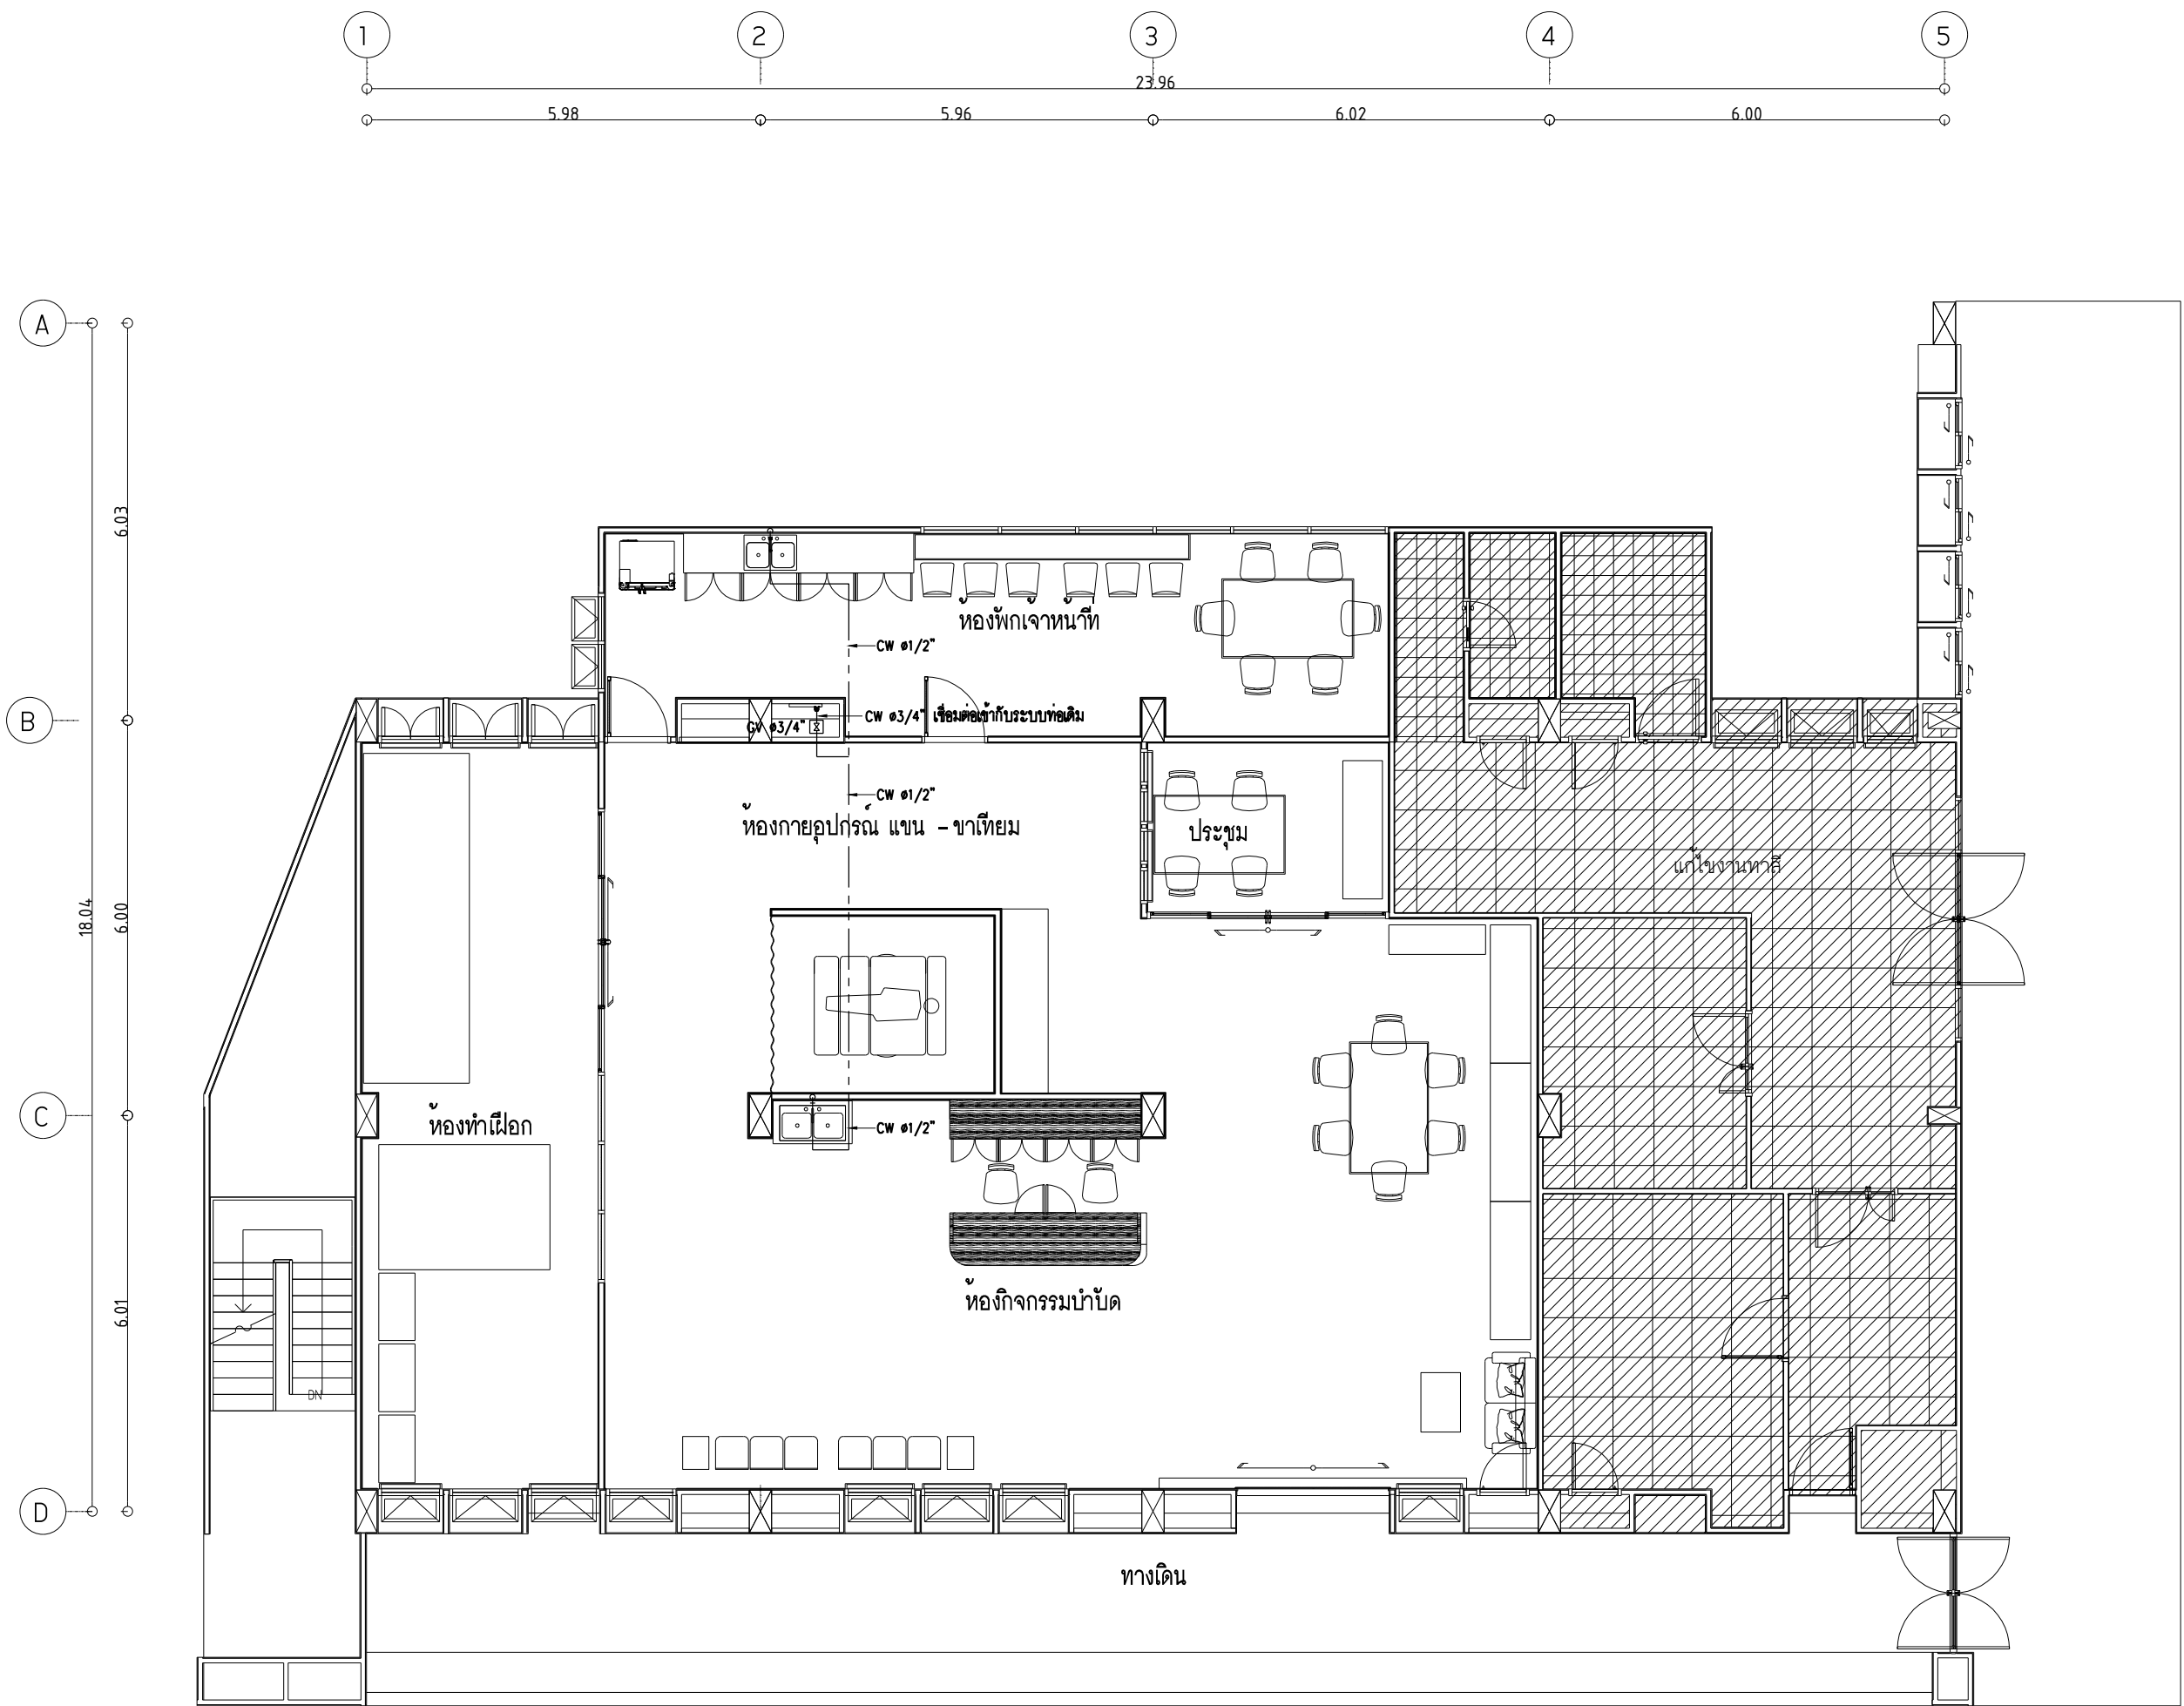 1 2 3 4 5
23.96
5.98 5.96 6.02 6.00
A
6.03
ห้องพักเจ้าหน้าที่
CW ø1/2"
B
CW ø3/4" เชื่อมต่อเข้ากับระบบท่อเดิม
GV ø3/4"
CW ø1/2"
ห้องกายอุปกรณ์ แขน - ขาเทียม
ประชุม
แก้ไขงานทาสี
18.04
6.00
C
ห้องทำเฝือก
CW ø1/2"
6.01
ห้องกิจกรรมบำบัด
DN
D
ทางเดิน